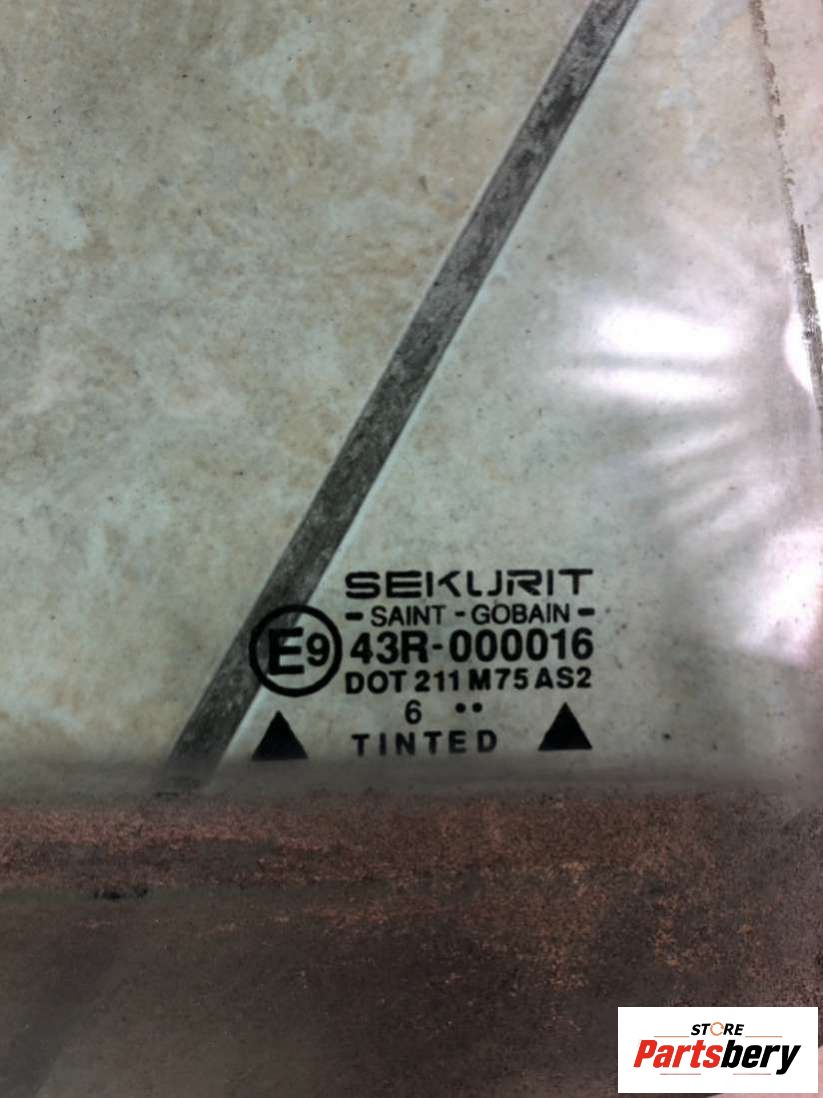 SEKURIT
- SAINT - GOBAIN -
E9 43R-000016
DOT 211 M75 AS2
6 ••
TINTED
STORE
Partsbery